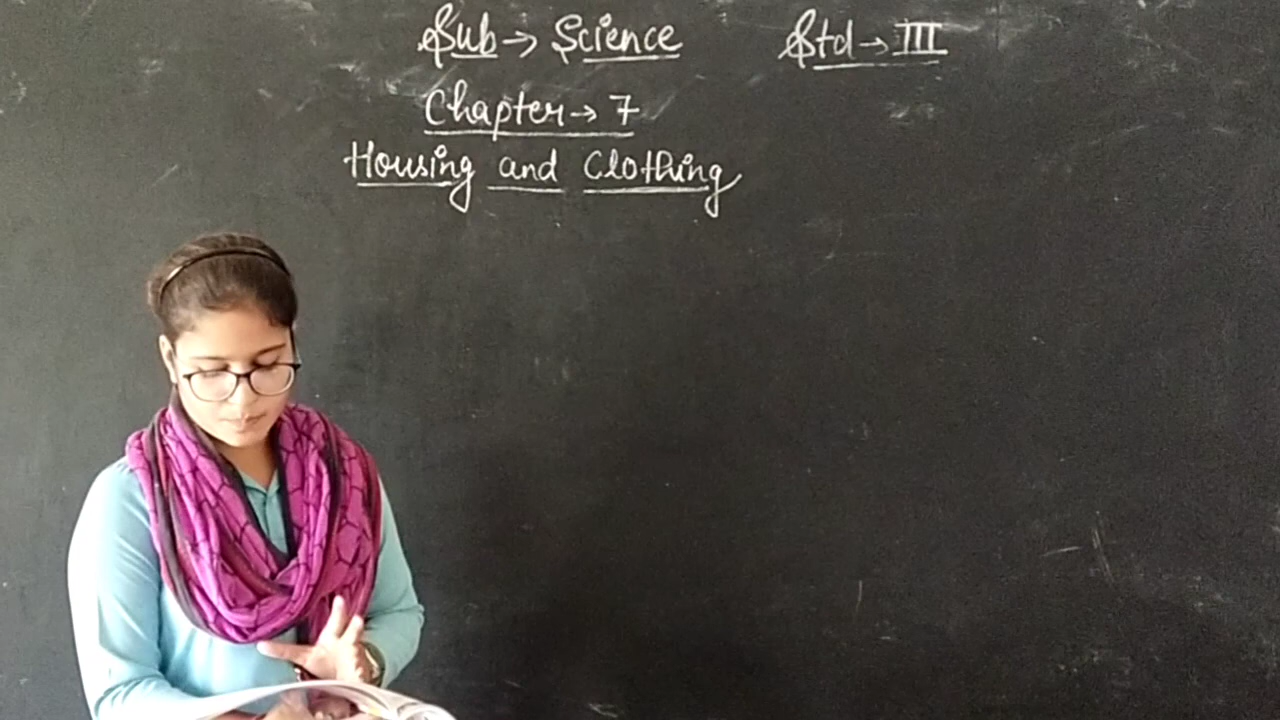 Sub → Science Std → III
Chapter → 7
Housing and Clothing